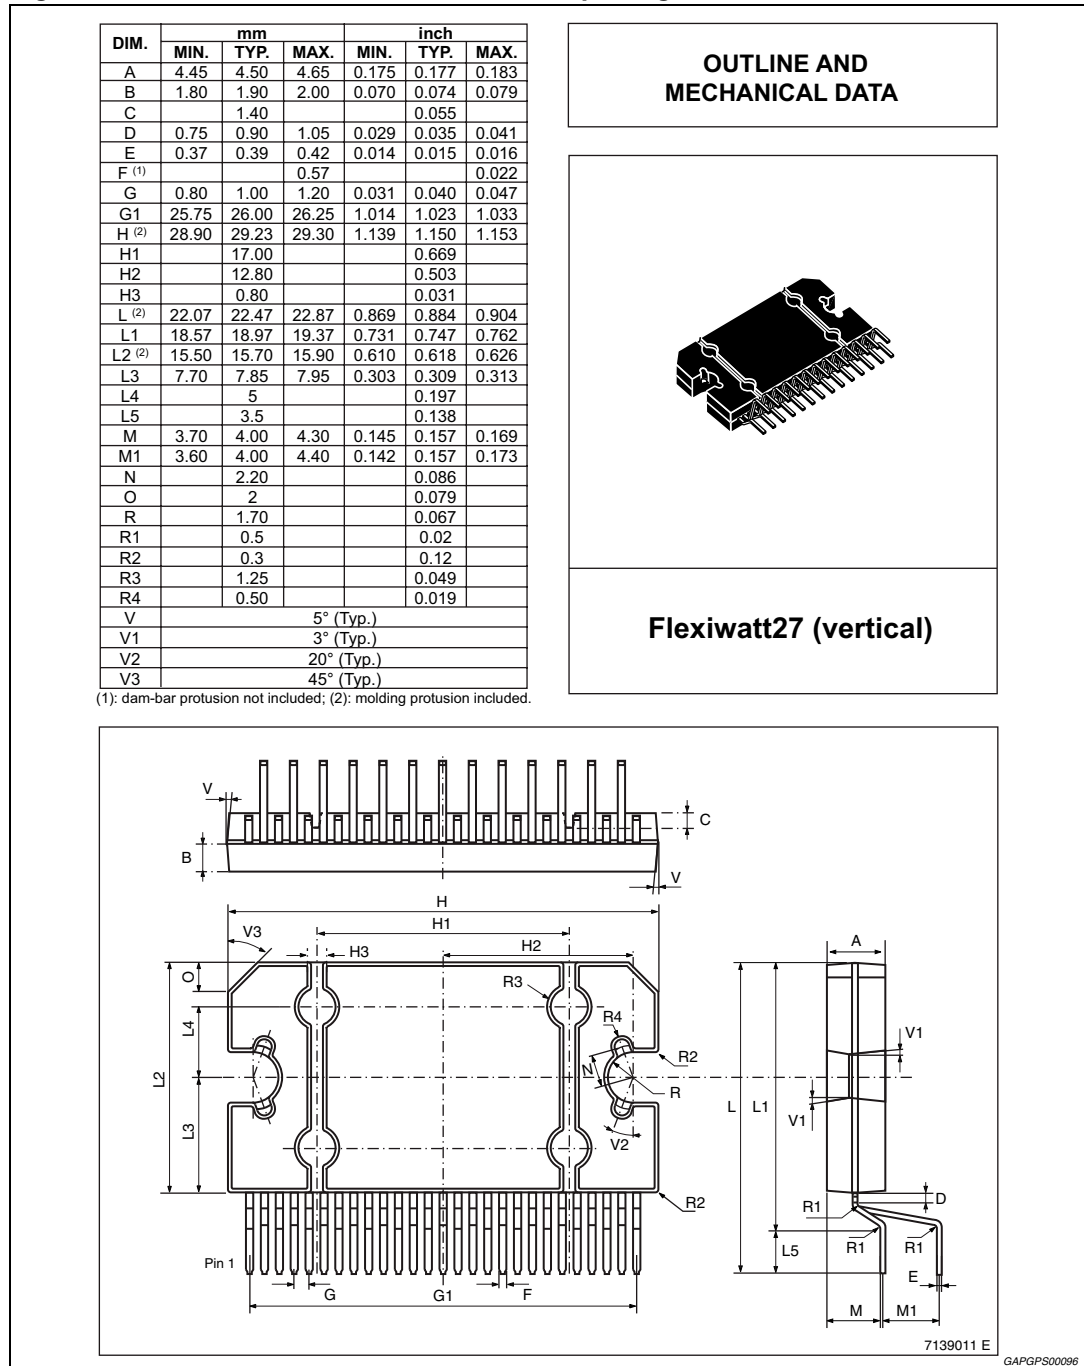 DIM. mm inch
MIN. TYP. MAX. MIN. TYP. MAX.
A 4.45 4.50 4.65 0.175 0.177 0.183
B 1.80 1.90 2.00 0.070 0.074 0.079
C 1.40 0.055
D 0.75 0.90 1.05 0.029 0.035 0.041
E 0.37 0.39 0.42 0.014 0.015 0.016
F (1) 0.57 0.022
G 0.80 1.00 1.20 0.031 0.040 0.047
G1 25.75 26.00 26.25 1.014 1.023 1.033
H (2) 28.90 29.23 29.30 1.139 1.150 1.153
H1 17.00 0.669
H2 12.80 0.503
H3 0.80 0.031
L (2) 22.07 22.47 22.87 0.869 0.884 0.904
L1 18.57 18.97 19.37 0.731 0.747 0.762
L2 (2) 15.50 15.70 15.90 0.610 0.618 0.626
L3 7.70 7.85 7.95 0.303 0.309 0.313
L4 5 0.197
L5 3.5 0.138
M 3.70 4.00 4.30 0.145 0.157 0.169
M1 3.60 4.00 4.40 0.142 0.157 0.173
N 2.20 0.086
O 2 0.079
R 1.70 0.067
R1 0.5 0.02
R2 0.3 0.12
R3 1.25 0.049
R4 0.50 0.019
V 5° (Typ.)
V1 3° (Typ.)
V2 20° (Typ.)
V3 45° (Typ.)
(1): dam-bar protusion not included; (2): molding protusion included.
OUTLINE AND
MECHANICAL DATA
Flexiwatt27 (vertical)
V
C
B
V
H
V3
H3
H1
H2
A
O
R3
L4
R4
V1
L2
N
R2
R
L
L1
L3
V2
V1
R2
R1
D
Pin 1
L5
R1
R1
G
G1
F
E
M
M1
7139011 E
GAPGPS00096